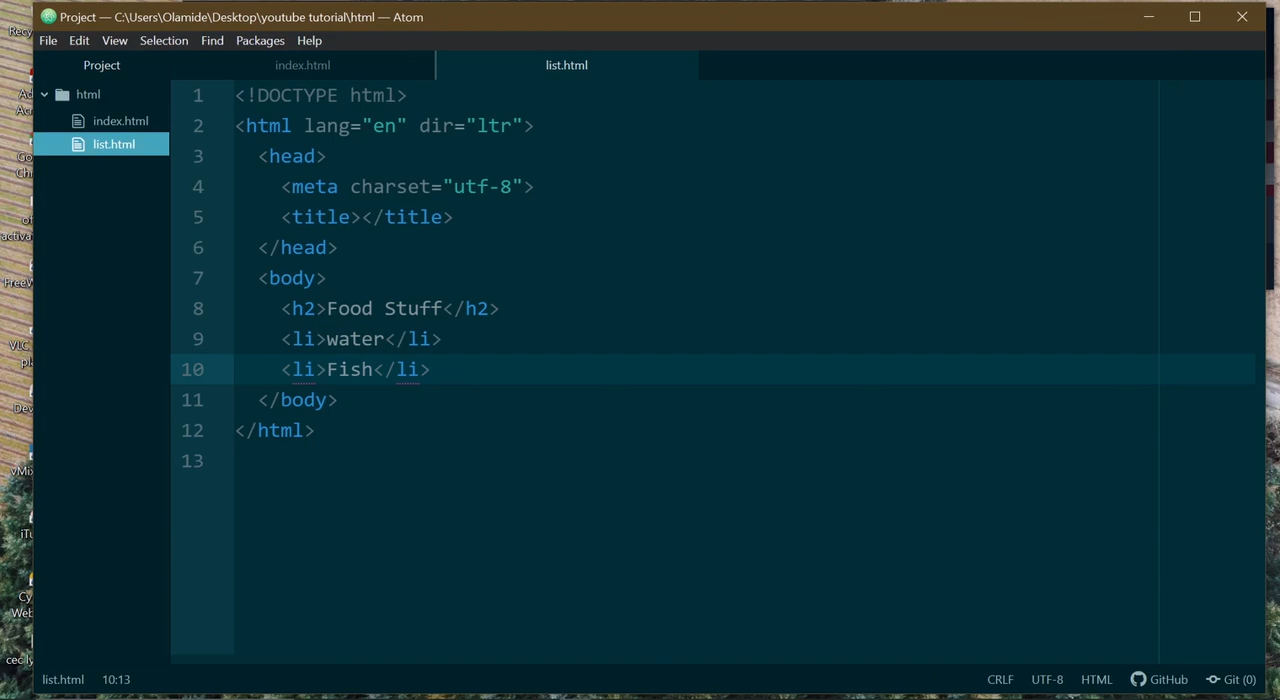 Project — C:\Users\Olamide\Desktop\youtube tutorial\html — Atom
File Edit View Selection Find Packages Help
Project index.html list.html
html
index.html
list.html
1 <!DOCTYPE html>
2 <html lang="en" dir="ltr">
3 <head>
4 <meta charset="utf-8">
5 <title></title>
6 </head>
7 <body>
8 <h2>Food Stuff</h2>
9 <li>water</li>
10 <li>Fish</li>
11 </body>
12 </html>
13
list.html 10:13 CRLF UTF-8 HTML GitHub Git (0)